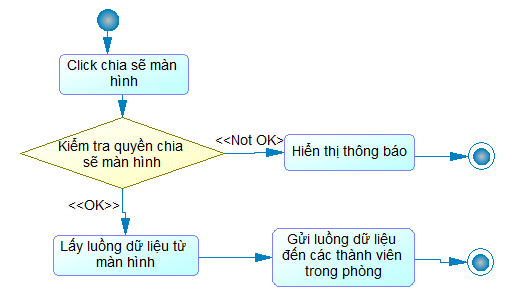 Click chia sẽ màn
hình
Kiểm tra quyền chia
sẽ màn hình
<<Not OK>
Hiển thị thông báo
<<OK>>
Lấy luồng dữ liệu từ
màn hình
Gửi luồng dữ liệu
đến các thành viên
trong phòng